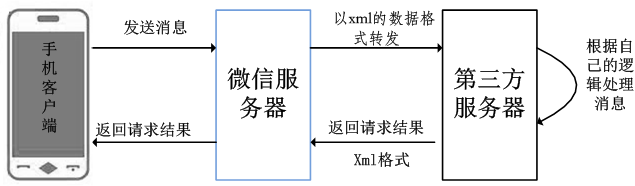 手
机
客
户
端
发送消息
返回请求结果
微信服
务器
以xml的数据格
式转发
返回请求结果
Xml格式
第三方
服务器
根据自
己的逻
辑处理
消息